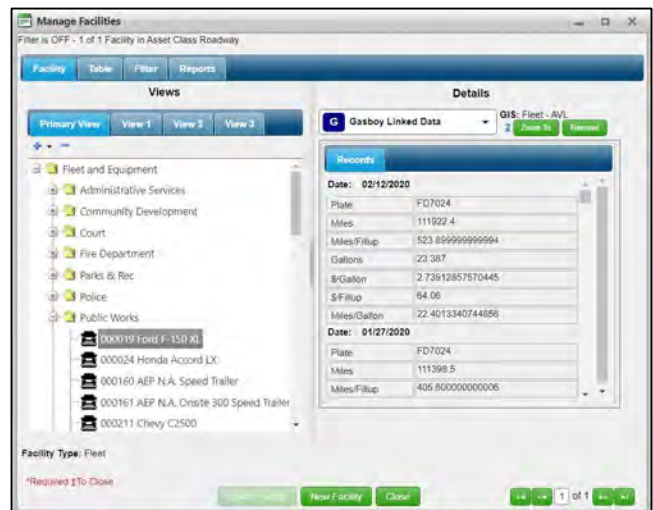 Manage Facilities
Filter is OFF - 1 of 1 Facility in Asset Class Roadway
Facility Table Filter Reports
Views
Details
Primary View View 1 View 2 View 3
G Gasboy Linked Data
GIS: Fleet - AVL
2 Zoom To Remove
Records
Fleet and Equipment
Administrative Services
Community Development
Court
Fire Department
Parks & Rec
Police
Public Works
000019 Ford F-150 XL
000024 Honda Accord LX
000160 AEP N.A. Speed Trailer
000161 AEP N.A. Onsite 300 Speed Trailer
000211 Chevy C2500
Date: 02/12/2020
Plate FD7024
Miles 111922.4
Miles/Fillup 523.899999999994
Gallons 23.387
$/Gallon 2.73912857570445
$/Fillup 64.06
Miles/Gallon 22.4013340744856
Date: 01/27/2020
Plate FD7024
Miles 111398.5
Miles/Fillup 405.600000000006
Facility Type: Fleet
*Required ‡To Close
New Facility Close
1 of 1